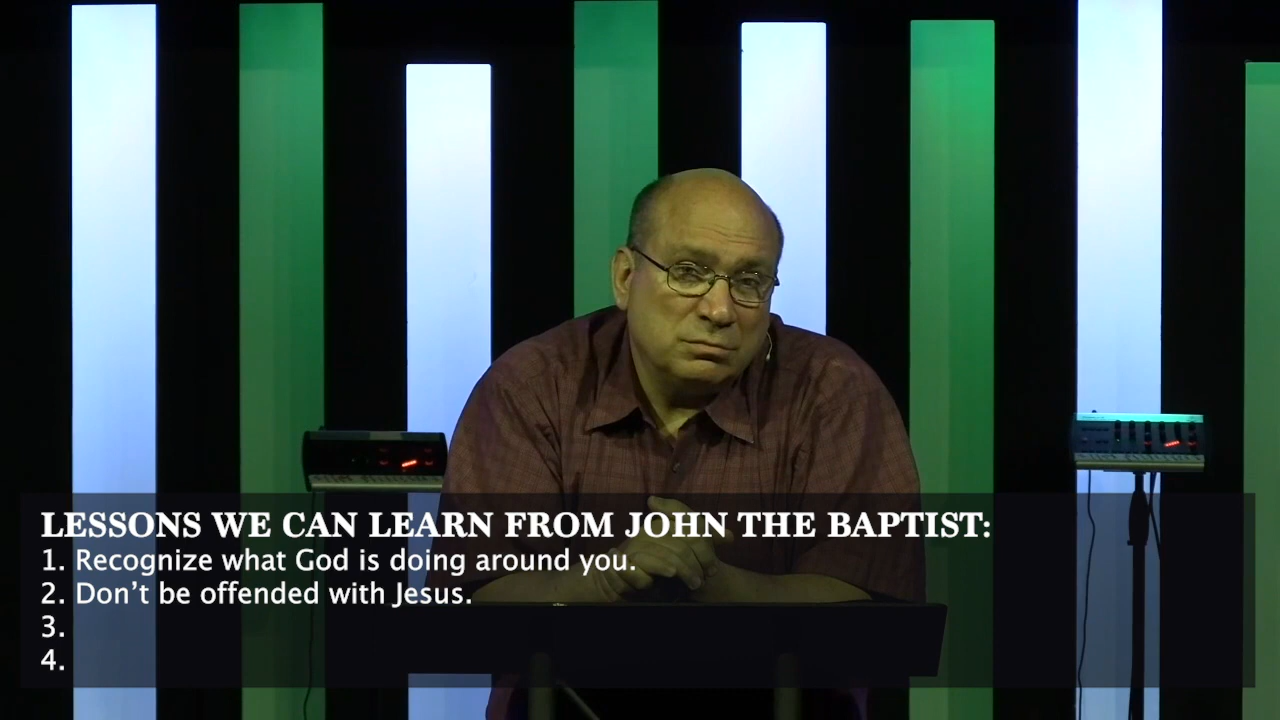 LESSONS WE CAN LEARN FROM JOHN THE BAPTIST:
1. Recognize what God is doing around you.
2. Don’t be offended with Jesus.
3.
4.